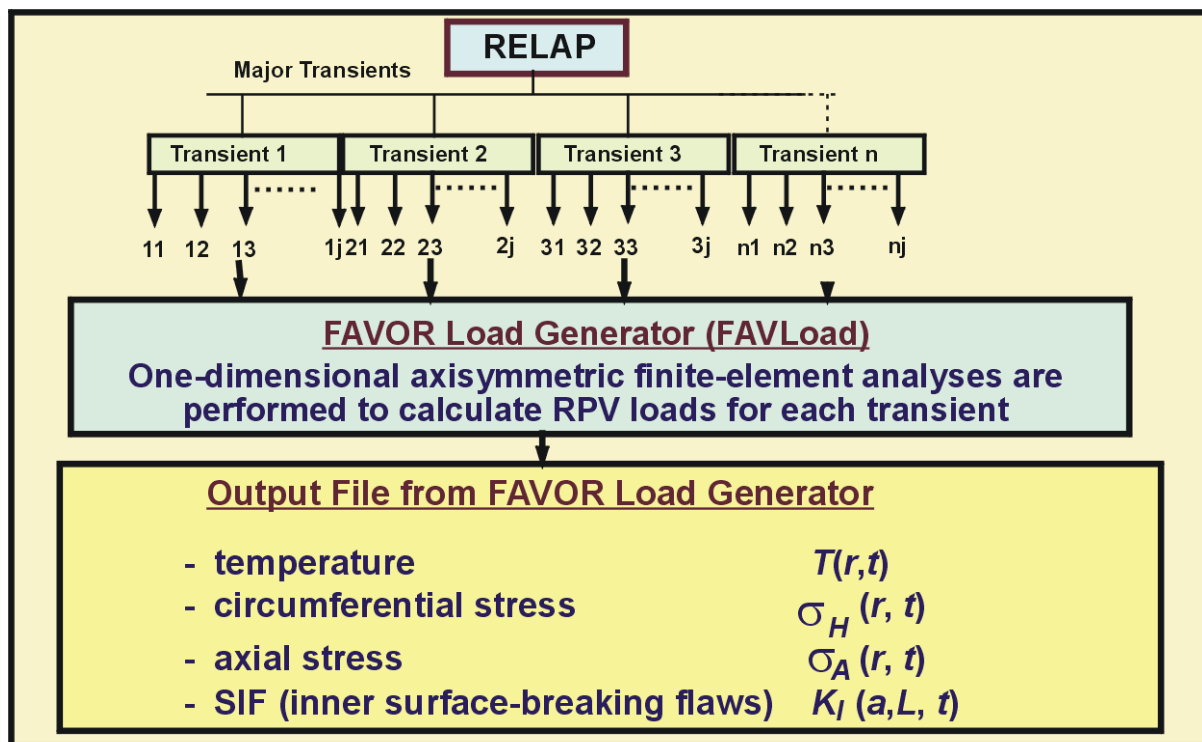 RELAP
Major Transients
Transient 1 Transient 2 Transient 3 Transient n
11 12 13 1j 21 22 23 2j 31 32 33 3j n1 n2 n3 nj
FAVOR Load Generator (FAVLoad)
One-dimensional axisymmetric finite-element analyses are
performed to calculate RPV loads for each transient
Output File from FAVOR Load Generator
- temperature T(r,t)
- circumferential stress σ_H (r, t)
- axial stress σ_A (r, t)
- SIF (inner surface-breaking flaws) K_I (a,L, t)